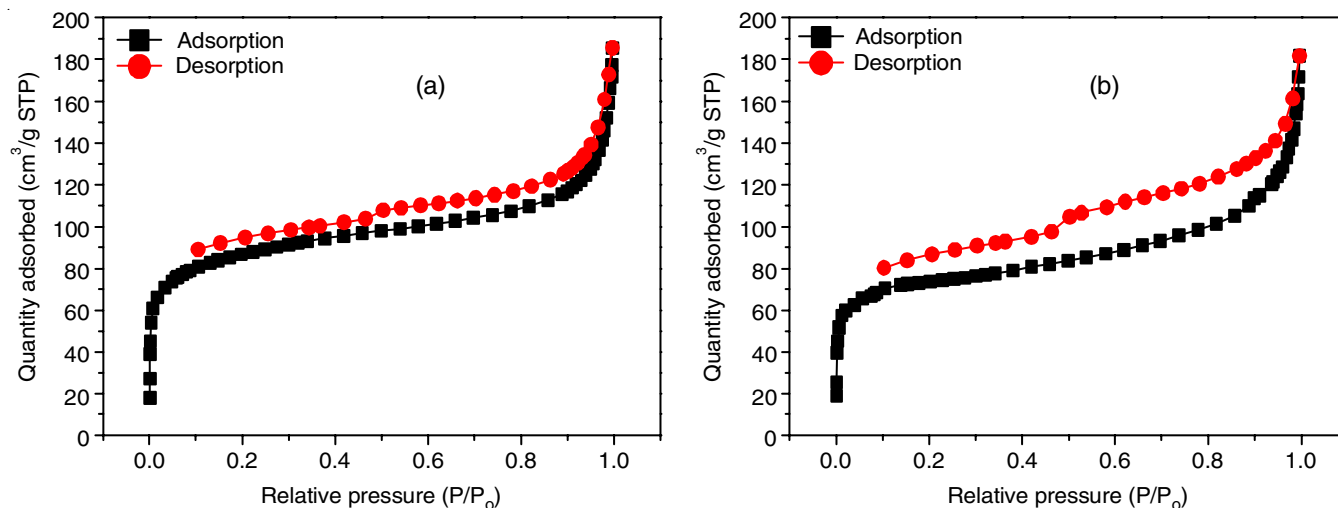 200
180
160
140
120
100
80
60
40
20
0
Quantity adsorbed (cm³/g STP)
Adsorption
Desorption
(a)
0.0 0.2 0.4 0.6 0.8 1.0
Relative pressure (P/Pₒ)
200
180
160
140
120
100
80
60
40
20
0
Quantity adsorbed (cm³/g STP)
Adsorption
Desorption
(b)
0.0 0.2 0.4 0.6 0.8 1.0
Relative pressure (P/Pₒ)